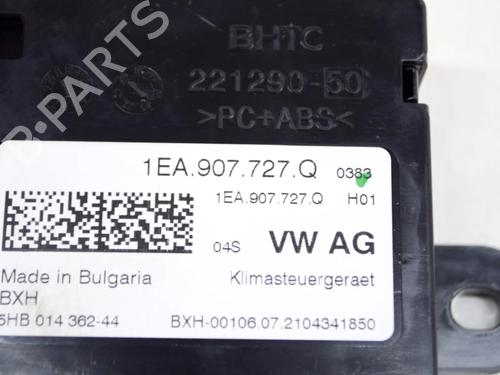 BHTC
221290-50
>PC+ABS<
1EA.907.727.Q 0383
1EA.907.727.Q H01
04S VW AG
Made in Bulgaria Klimasteuergeraet
BXH
5HB 014 362-44 BXH-00106.07.2104341850
B-PARTS